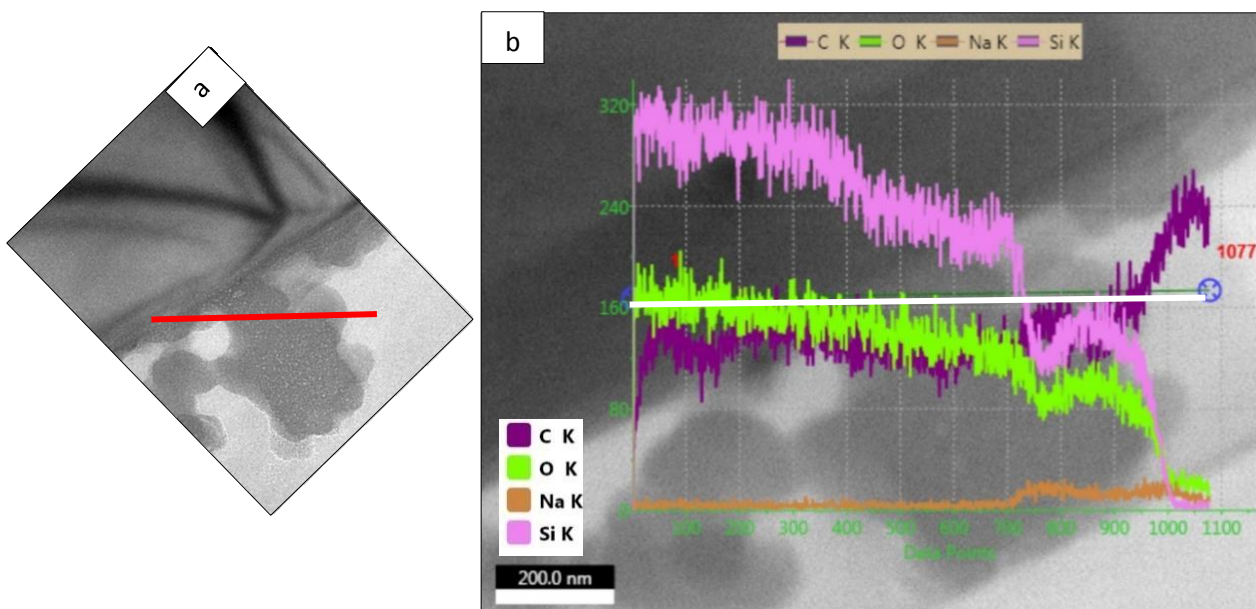 a
b
C K O K Na K Si K
320
240
160
80
0
1077
100 200 300 400 500 600 700 800 900 1000 1100
Data Points
C K
O K
Na K
Si K
200.0 nm